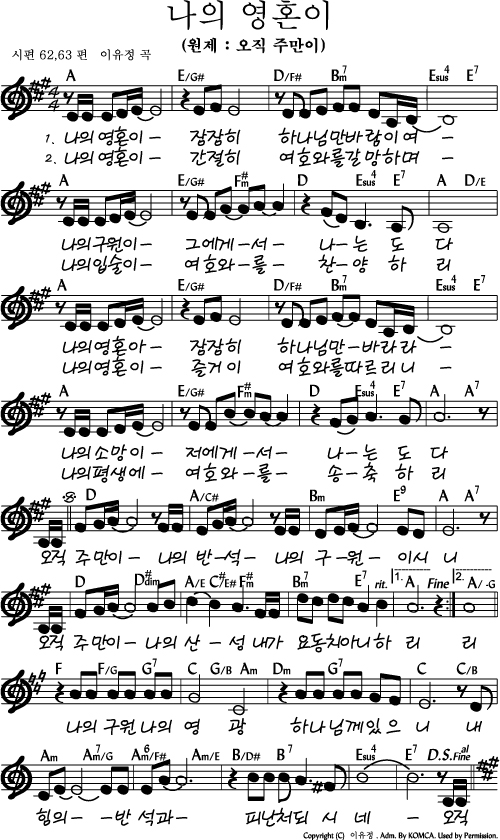 나의 영혼이
(원제 : 오직 주만이)
시편 62,63 편 이유정 곡
A E/G# D/F# Bm7 Esus4 E7
1. 나의 영혼이- 잠잠히 하나님만바람이여 -
2. 나의 영혼이- 간절히 여호와를갈망하며 -
A E/G# F#m D Esus4 E7 A D/E
나의구원이- 그에게-서- 나-는 도 다
나의입술이- 여호와-를- 찬-양 하 리
A E/G# D/F# Bm7 Esus4 E7
나의영혼아- 잠잠히 하나님만-바라라 -
나의영혼이- 즐거이 여호와를따르리니 -
A E/G# F#m D Esus4 E7 A A7
나의소망이- 저에게-서- 나-는 도 다
나의평생에- 여호와-를- 송-축 하 리
D A/C# Bm E9 A A7
오직 주만이- 나의 반-석- 나의 구-원- 이시 니
D D#dim A/E C#/E# F#m Bm7 E7 rit. 1. A Fine 2. A/-G
오직 주만이-나의 산-성 내가 요동치아니하 리 리
F F/G G7 C G/B Am Dm G7 C C/B
나의구원나의 영 광 하나님께있으 니 내
Am Am7/G Am6/F# Am/E B/D# B7 Esus4 E7 D.S. al Fine
힘의- -반 석과- 피난처되 시 네 - 오직
Copyright (C) 이유정 . Adm. By KOMCA. Used by Permission.